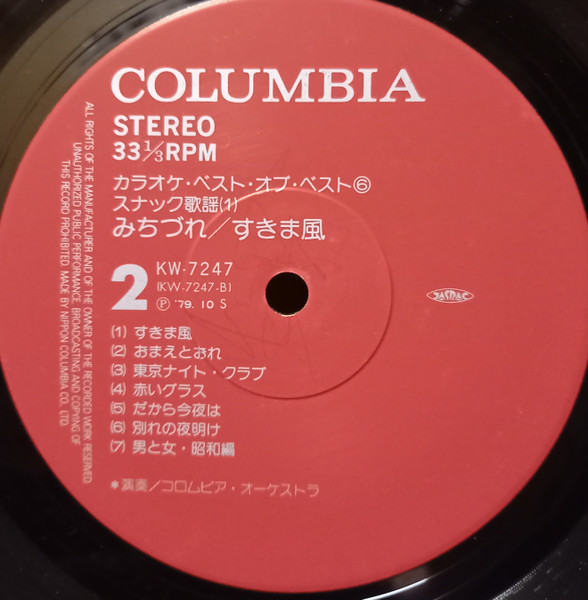 COLUMBIA
STEREO
33 1/3 RPM
カラオケ・ベスト・オブ・ベスト⑥
スナック歌謡(1)
みちづれ／すきま風
2
KW-7247
(KW-7247-B)
Ⓟ '79. 10 S
JASRAC
(1) すきま風
(2) おまえとおれ
(3) 東京ナイト・クラブ
(4) 赤いグラス
(5) だから今夜は
(6) 別れの夜明け
(7) 男と女・昭和編
*演奏／コロムビア・オーケストラ
ALL RIGHTS OF THE MANUFACTURER AND OF THE OWNER OF THE RECORDED WORK RESERVED
UNAUTHORIZED PUBLIC PERFORMANCE BROADCASTING AND COPYING OF
THIS RECORD PROHIBITED MADE BY NIPPON COLUMBIA CO. LTD.